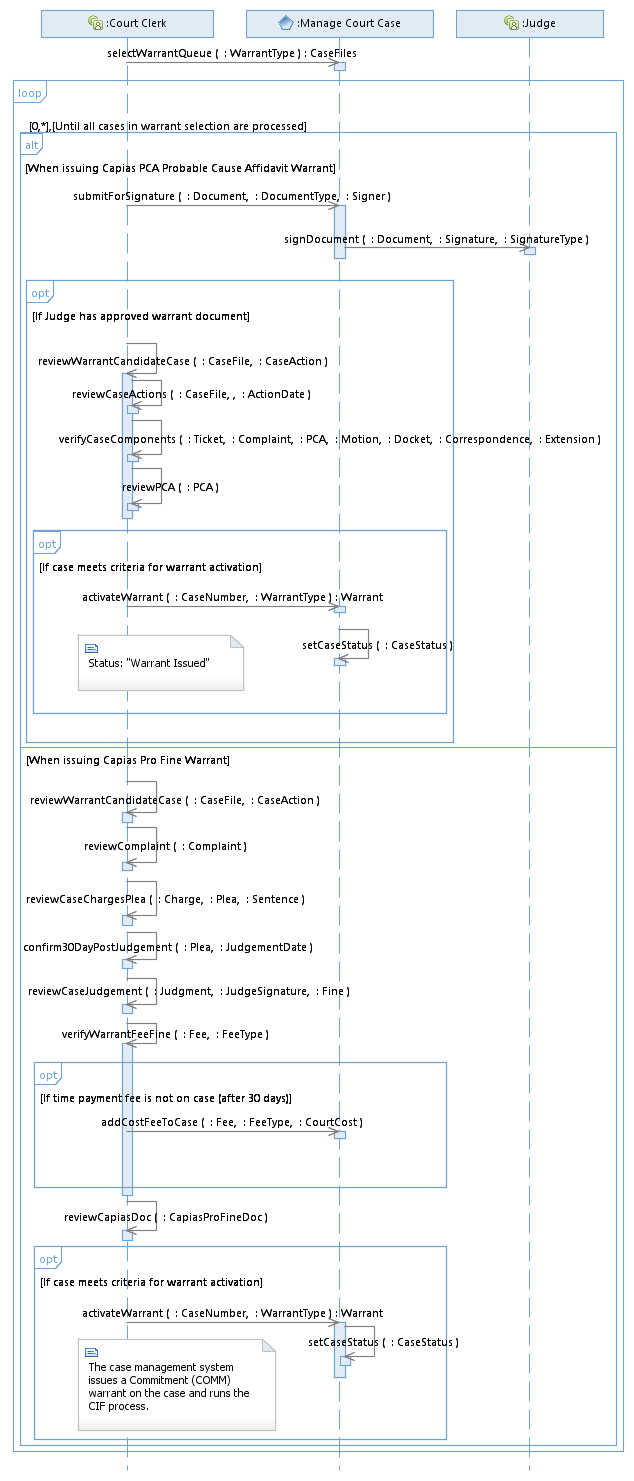 :Court Clerk
:Manage Court Case
:Judge
selectWarrantQueue ( : WarrantType ) : CaseFiles
loop
[0,*],[Until all cases in warrant selection are processed]
alt
[When issuing Capias PCA Probable Cause Affidavit Warrant]
submitForSignature ( : Document, : DocumentType, : Signer )
signDocument ( : Document, : Signature, : SignatureType )
opt
[If Judge has approved warrant document]
reviewWarrantCandidateCase ( : CaseFile, : CaseAction )
reviewCaseActions ( : CaseFile, , : ActionDate )
verifyCaseComponents ( : Ticket, : Complaint, : PCA, : Motion, : Docket, : Correspondence, : Extension )
reviewPCA ( : PCA )
opt
[If case meets criteria for warrant activation]
activateWarrant ( : CaseNumber, : WarrantType ) : Warrant
setCaseStatus ( : CaseStatus )
Status: "Warrant Issued"
[When issuing Capias Pro Fine Warrant]
reviewWarrantCandidateCase ( : CaseFile, : CaseAction )
reviewComplaint ( : Complaint )
reviewCaseChargesPlea ( : Charge, : Plea, : Sentence )
confirm30DayPostJudgement ( : Plea, : JudgementDate )
reviewCaseJudgement ( : Judgment, : JudgeSignature, : Fine )
verifyWarrantFeeFine ( : Fee, : FeeType )
opt
[If time payment fee is not on case (after 30 days)]
addCostFeeToCase ( : Fee, : FeeType, : CourtCost )
reviewCapiasDoc ( : CapiasProFineDoc )
opt
[If case meets criteria for warrant activation]
activateWarrant ( : CaseNumber, : WarrantType ) : Warrant
setCaseStatus ( : CaseStatus )
The case management system
issues a Commitment (COMM)
warrant on the case and runs the
CIF process.